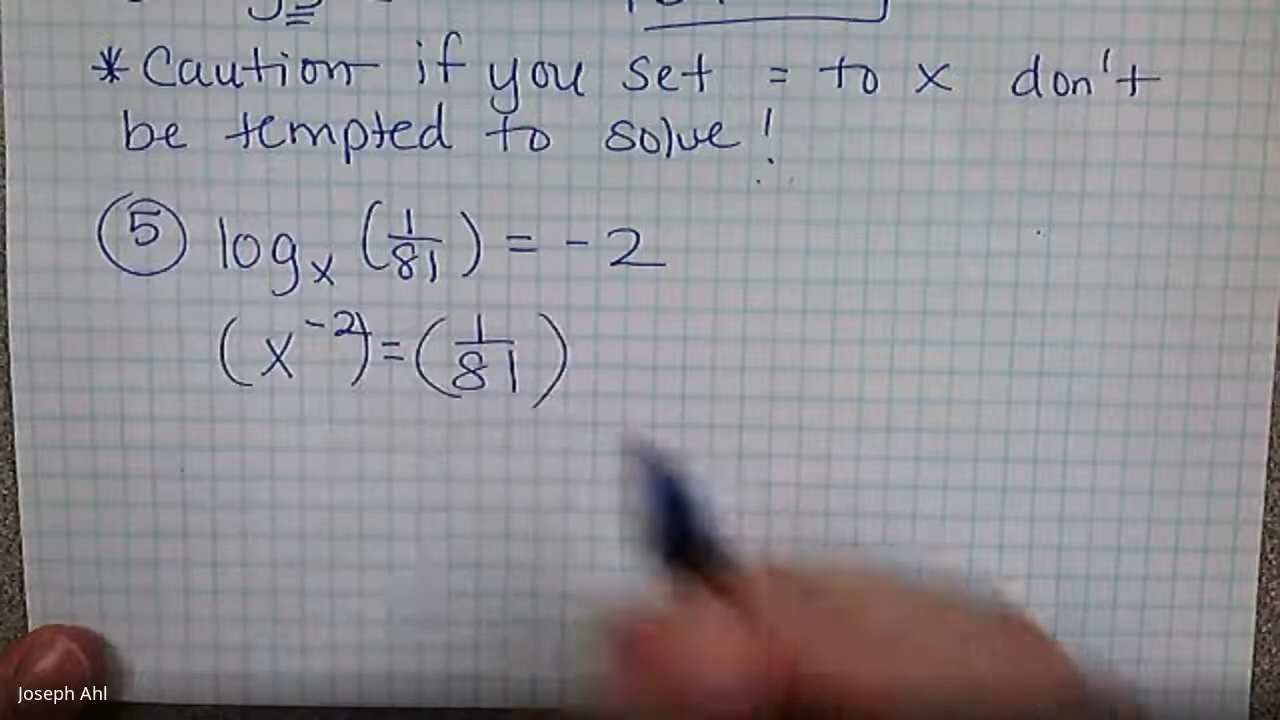 * Caution if you set = to x don't
be tempted to solve!
⑤ log_x (1/81) = -2
(x^-2) = (1/81)
Joseph Ahl